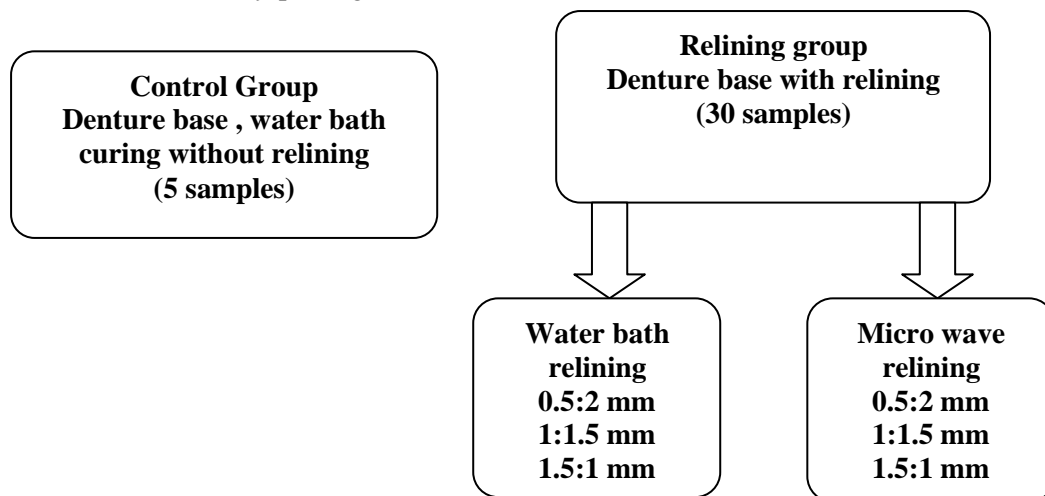 Control Group
Denture base , water bath
curing without relining
(5 samples)
Relining group
Denture base with relining
(30 samples)
Water bath
relining
0.5:2 mm
1:1.5 mm
1.5:1 mm
Micro wave
relining
0.5:2 mm
1:1.5 mm
1.5:1 mm